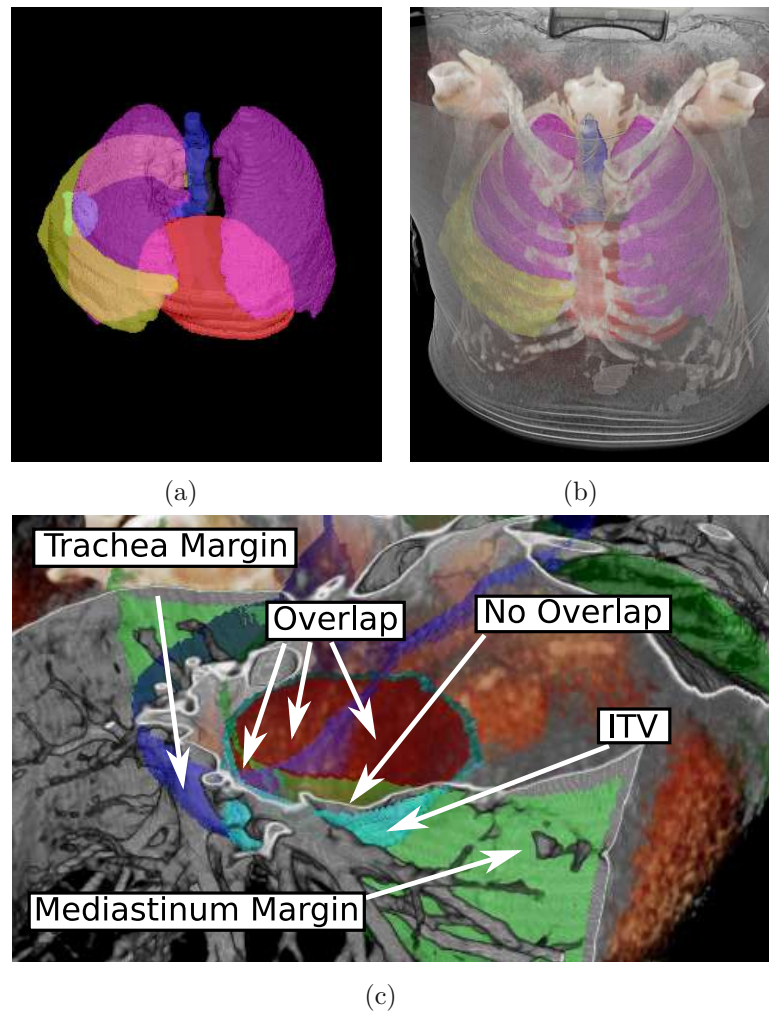 (a)
(b)
Trachea Margin
Overlap
No Overlap
ITV
Mediastinum Margin
(c)